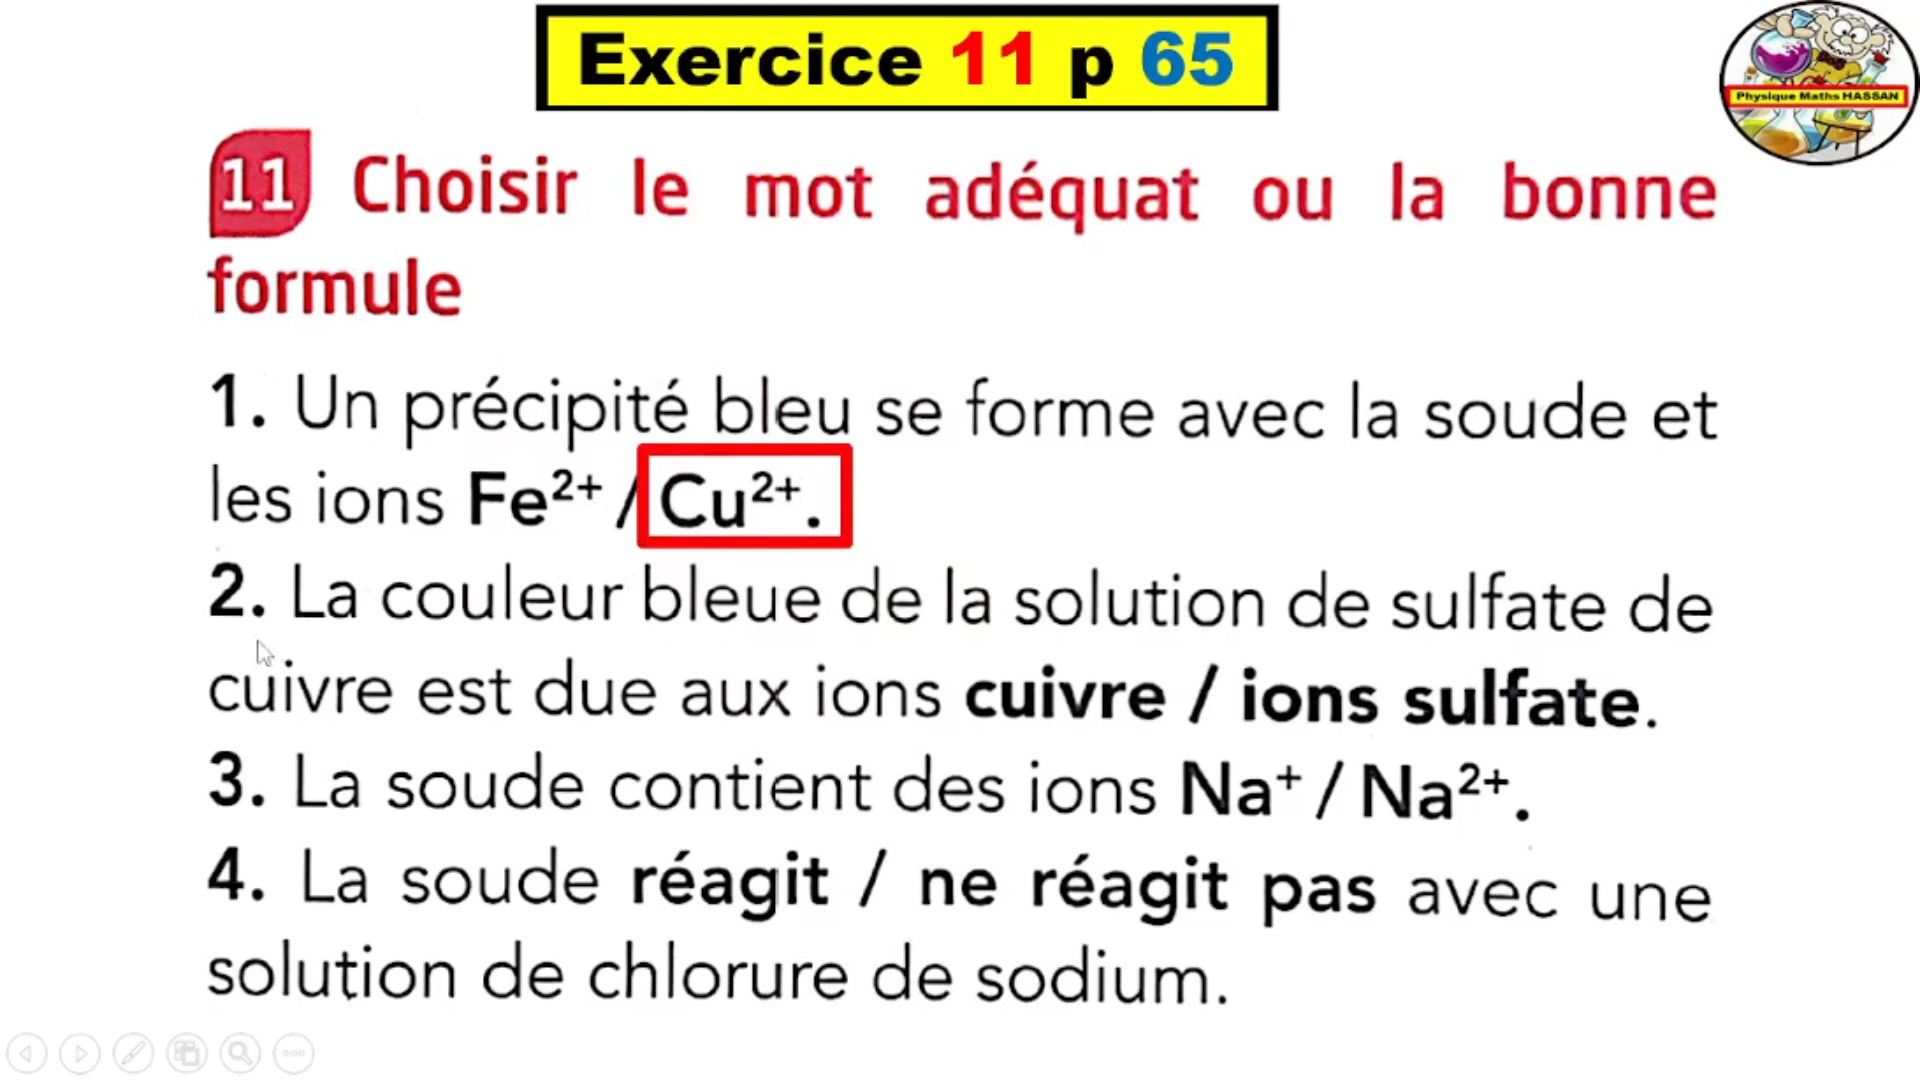 Exercice 11 p 65
Physique Maths HASSAN
11 Choisir le mot adéquat ou la bonne
formule
1. Un précipité bleu se forme avec la soude et
les ions Fe²⁺ / Cu²⁺.
2. La couleur bleue de la solution de sulfate de
cuivre est due aux ions cuivre / ions sulfate.
3. La soude contient des ions Na⁺ / Na²⁺.
4. La soude réagit / ne réagit pas avec une
solution de chlorure de sodium.